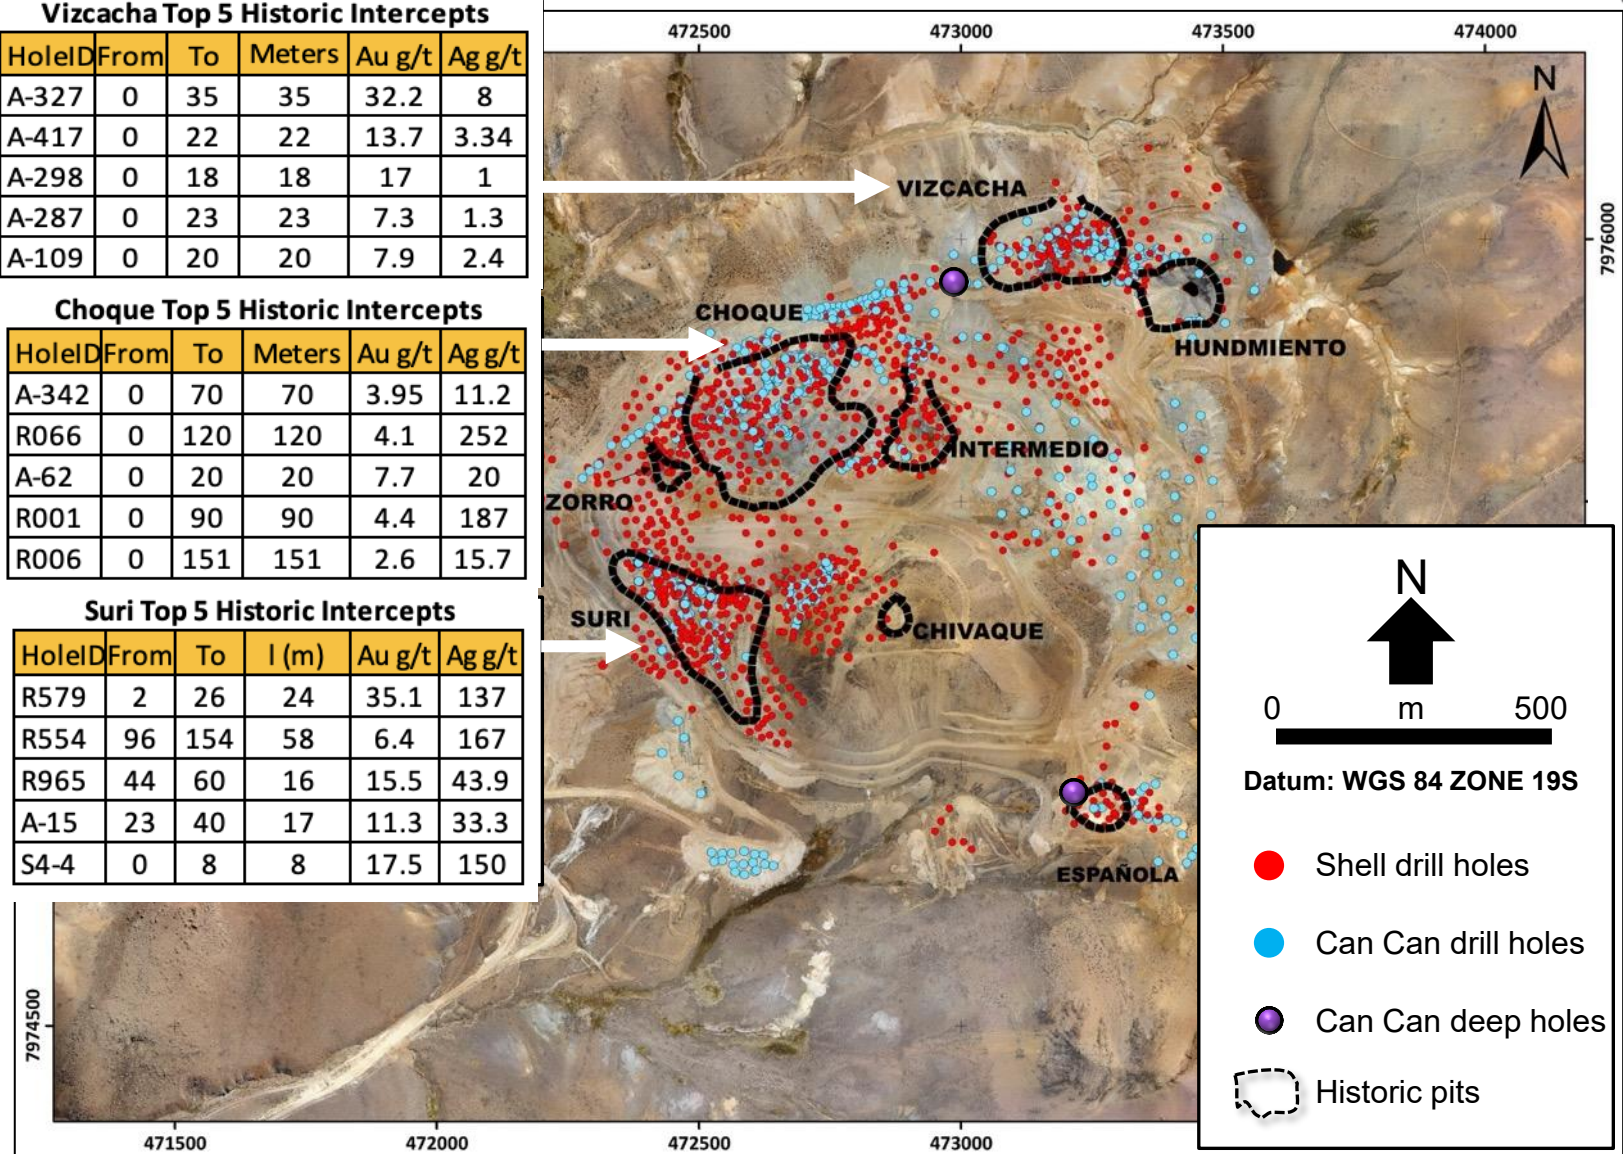 Vizcacha Top 5 Historic Intercepts
HoleID From To Meters Au g/t Ag g/t
A-327 0 35 35 32.2 8
A-417 0 22 22 13.7 3.34
A-298 0 18 18 17 1
A-287 0 23 23 7.3 1.3
A-109 0 20 20 7.9 2.4
Choque Top 5 Historic Intercepts
HoleID From To Meters Au g/t Ag g/t
A-342 0 70 70 3.95 11.2
R066 0 120 120 4.1 252
A-62 0 20 20 7.7 20
R001 0 90 90 4.4 187
R006 0 151 151 2.6 15.7
Suri Top 5 Historic Intercepts
HoleID From To l (m) Au g/t Ag g/t
R579 2 26 24 35.1 137
R554 96 154 58 6.4 167
R965 44 60 16 15.5 43.9
A-15 23 40 17 11.3 33.3
S4-4 0 8 8 17.5 150
472500 473000 473500 474000
N
7976000
VIZCACHA
CHOQUE
HUNDMIENTO
INTERMEDIO
ZORRO
SURI
CHIVAQUE
ESPAÑOLA
7974500
471500 472000 472500 473000
N
0 m 500
Datum: WGS 84 ZONE 19S
Shell drill holes
Can Can drill holes
Can Can deep holes
Historic pits